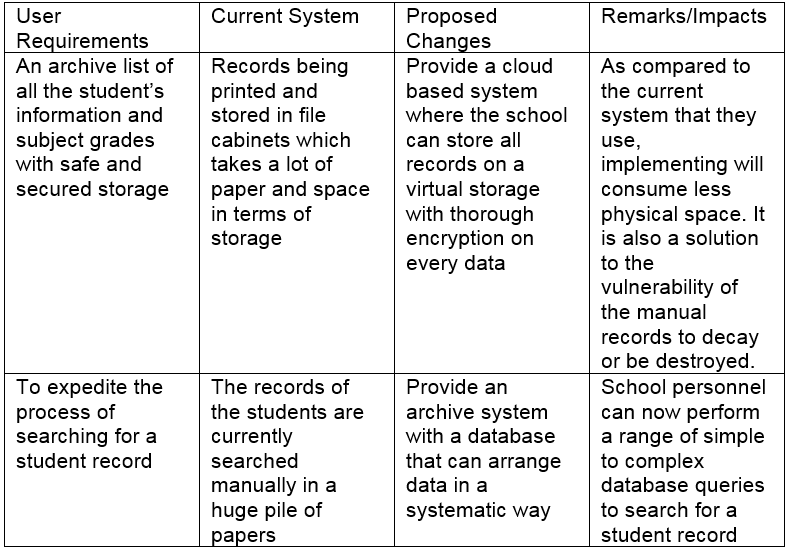 User
Requirements
Current System
Proposed
Changes
Remarks/Impacts
An archive list of
all the student's
information and
subject grades
with safe and
secured storage
Records being
printed and
stored in file
cabinets which
takes a lot of
paper and space
in terms of
storage
Provide a cloud
based system
where the school
can store all
records on a
virtual storage
with thorough
encryption on
every data
As compared to
the current
system that they
use,
implementing will
consume less
physical space. It
is also a solution
to the
vulnerability of
the manual
records to decay
or be destroyed.
To expedite the
process of
searching for a
student record
The records of
the students are
currently
searched
manually in a
huge pile of
papers
Provide an
archive system
with a database
that can arrange
data in a
systematic way
School personnel
can now perform
a range of simple
to complex
database queries
to search for a
student record